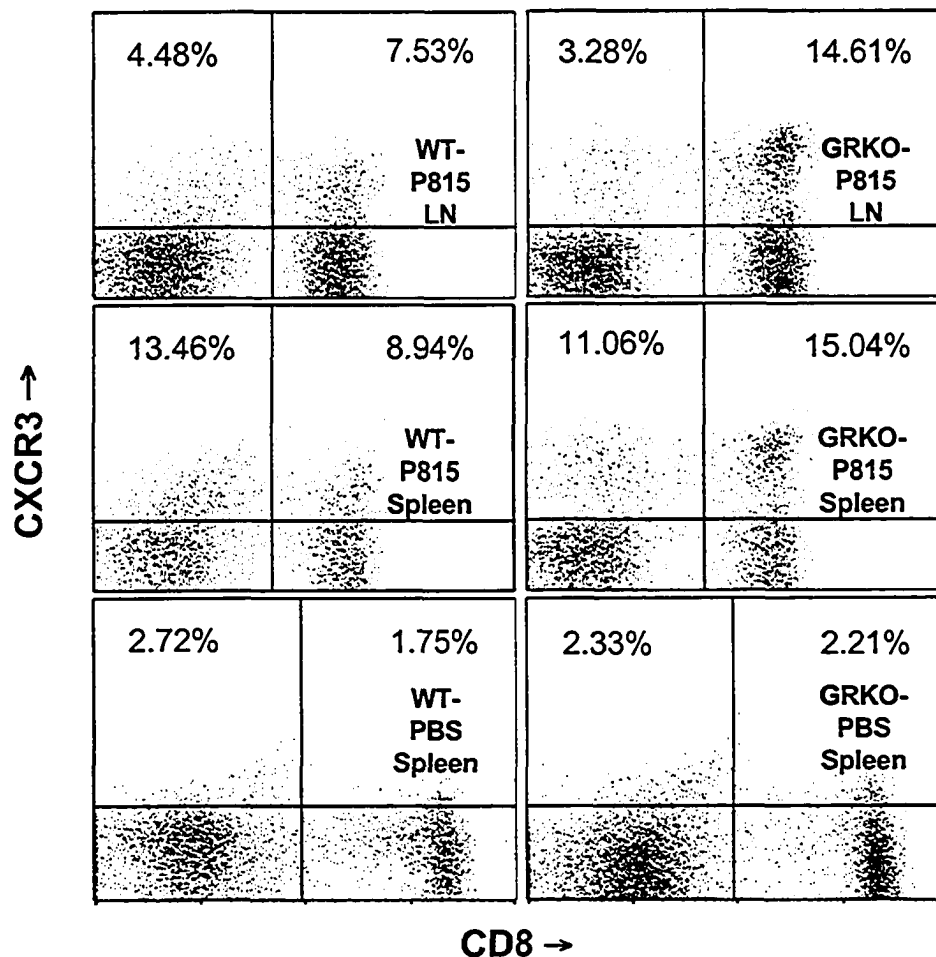 4.48%
7.53%
WT-
P815
LN
3.28%
14.61%
GRKO-
P815
LN
13.46%
8.94%
WT-
P815
Spleen
11.06%
15.04%
GRKO-
P815
Spleen
2.72%
1.75%
WT-
PBS
Spleen
2.33%
2.21%
GRKO-
PBS
Spleen
CXCR3 →
CD8 →